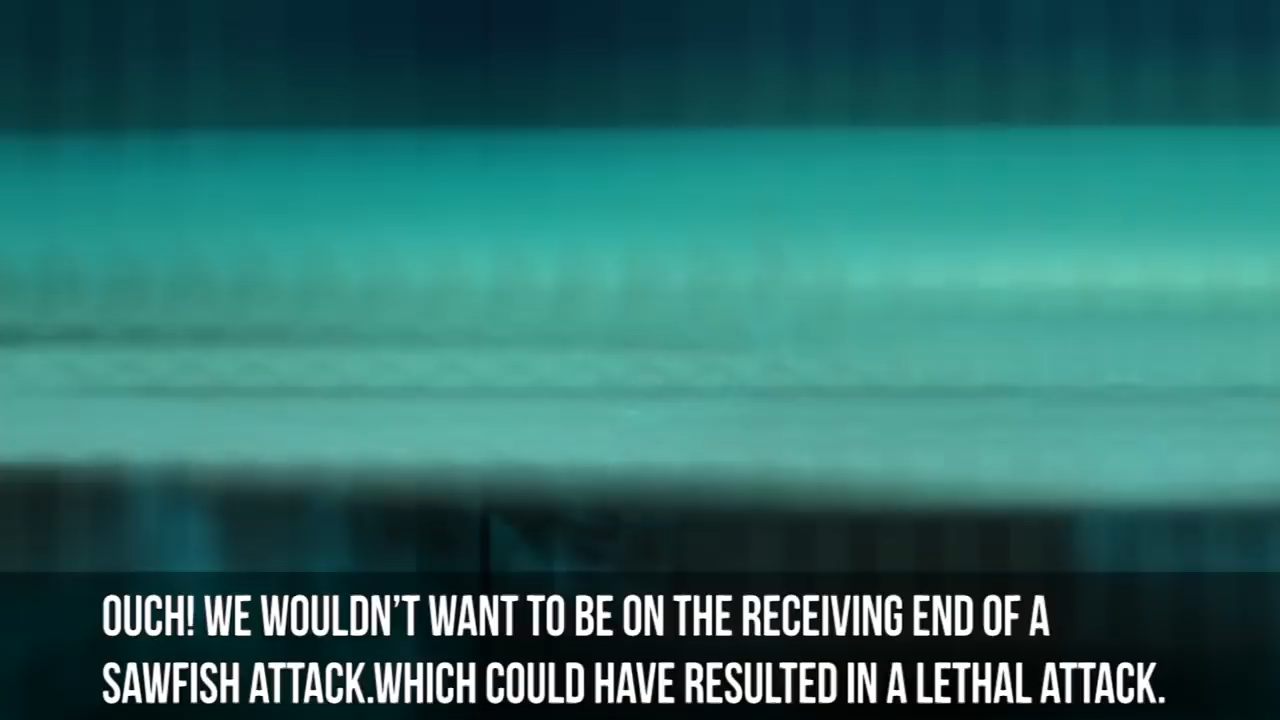 OUCH! WE WOULDN’T WANT TO BE ON THE RECEIVING END OF A
SAWFISH ATTACK.WHICH COULD HAVE RESULTED IN A LETHAL ATTACK.